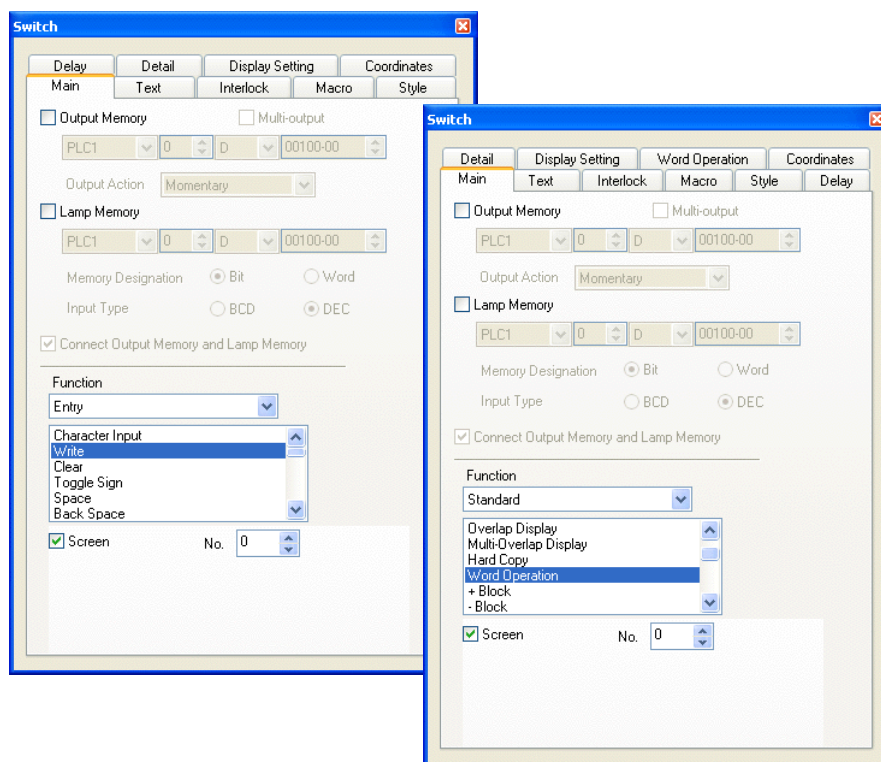 Switch
Delay Detail Display Setting Coordinates
Main Text Interlock Macro Style
Output Memory Multi-output
PLC1 0 D 00100-00
Output Action Momentary
Lamp Memory
PLC1 0 D 00100-00
Memory Designation Bit Word
Input Type BCD DEC
Connect Output Memory and Lamp Memory
Function
Entry
Character Input
Write
Clear
Toggle Sign
Space
Back Space
Screen No. 0
Switch
Detail Display Setting Word Operation Coordinates
Main Text Interlock Macro Style Delay
Output Memory Multi-output
PLC1 0 D 00100-00
Output Action Momentary
Lamp Memory
PLC1 0 D 00100-00
Memory Designation Bit Word
Input Type BCD DEC
Connect Output Memory and Lamp Memory
Function
Standard
Overlap Display
Multi-Overlap Display
Hard Copy
Word Operation
+ Block
- Block
Screen No. 0